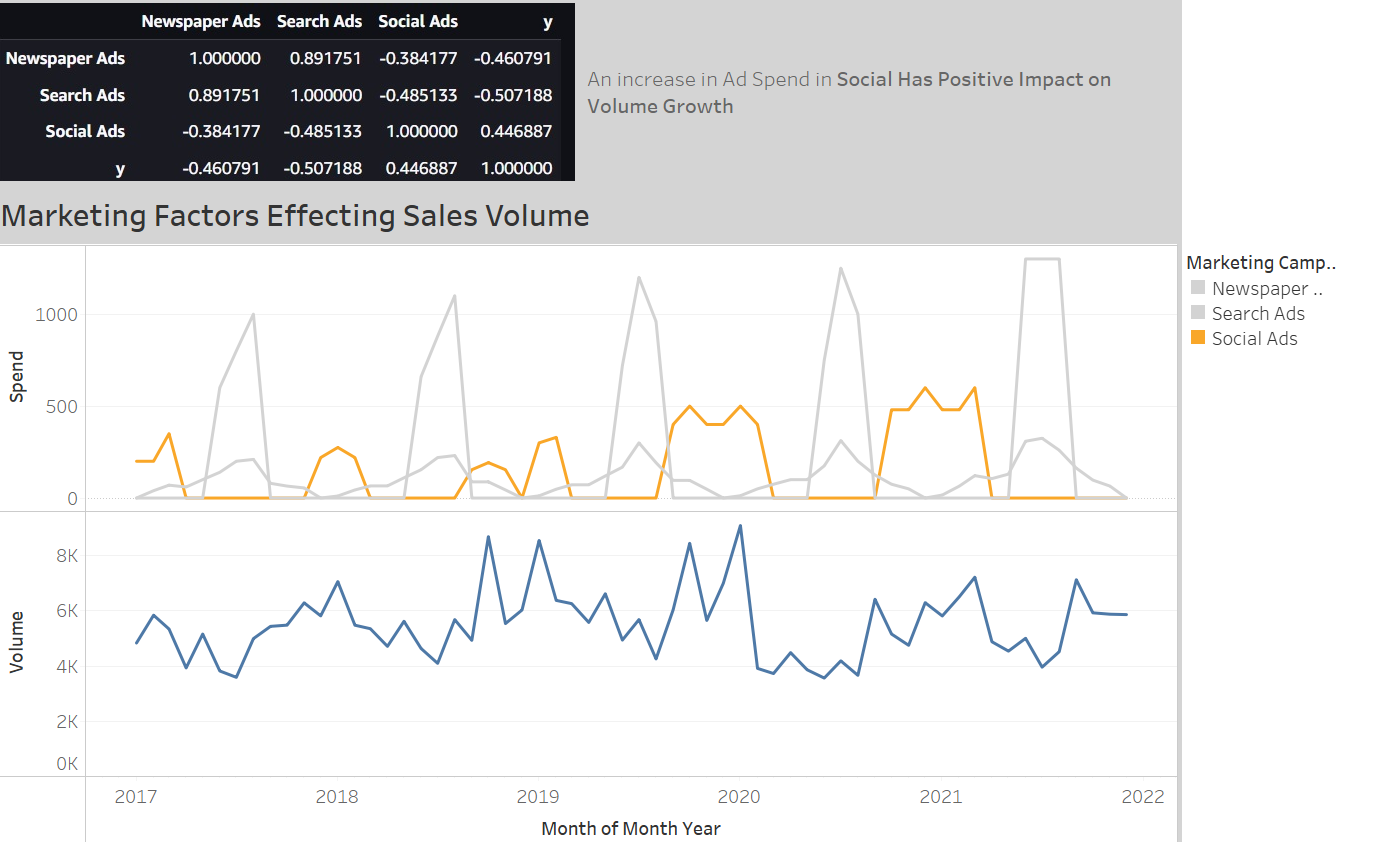 Newspaper Ads Search Ads Social Ads y
Newspaper Ads 1.000000 0.891751 -0.384177 -0.460791
Search Ads 0.891751 1.000000 -0.485133 -0.507188
Social Ads -0.384177 -0.485133 1.000000 0.446887
y -0.460791 -0.507188 0.446887 1.000000
An increase in Ad Spend in Social Has Positive Impact on
Volume Growth
Marketing Factors Effecting Sales Volume
Marketing Camp..
Newspaper ..
Search Ads
Social Ads
Spend
1000
500
0
Volume
8K
6K
4K
2K
0K
2017 2018 2019 2020 2021 2022
Month of Month Year